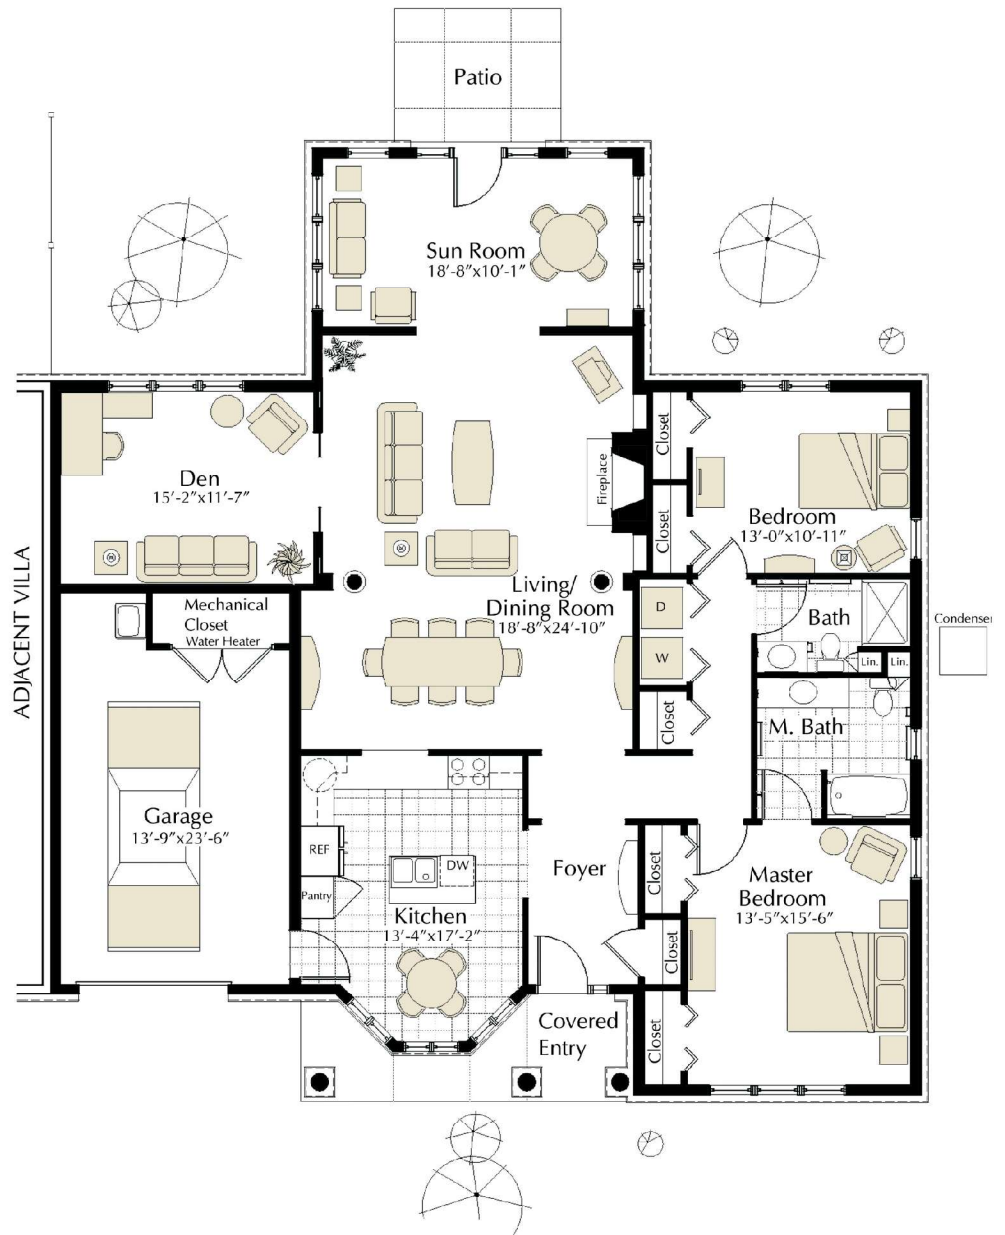 Patio
Sun Room
18'-8"x10'-1"
Den
15'-2"x11'-7"
Fireplace
Closet
Closet
Bedroom
13'-0"x10'-11"
ADJACENT VILLA
Mechanical
Closet
Water Heater
Living/
Dining Room
18'-8"x24'-10"
D
W
Closet
Bath
Lin.
Lin.
Condenser
M. Bath
Garage
13'-9"x23'-6"
REF
DW
Pantry
Kitchen
13'-4"x17'-2"
Foyer
Closet
Closet
Closet
Master
Bedroom
13'-5"x15'-6"
Covered
Entry